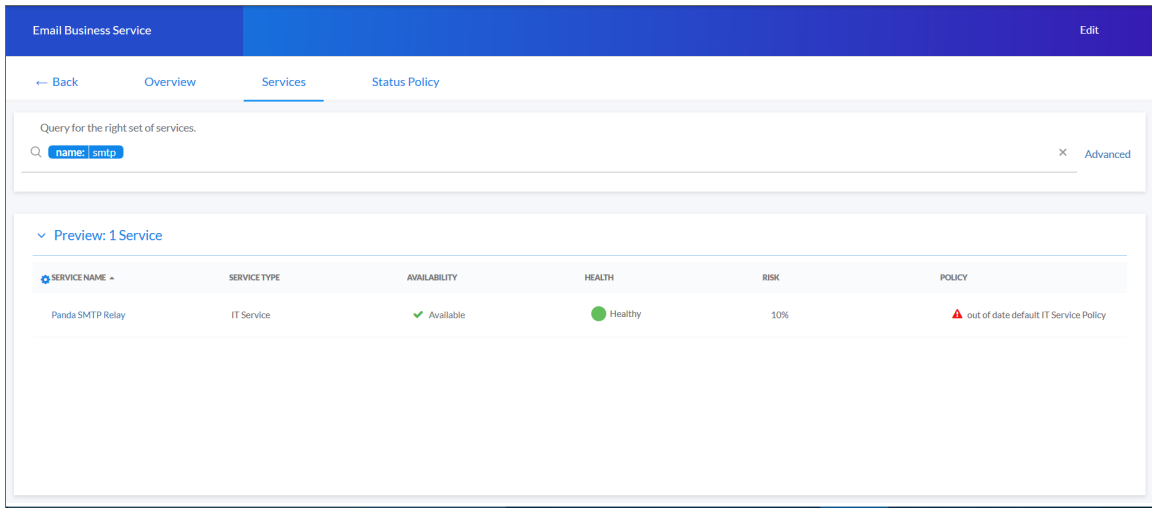 Email Business Service
Edit
← Back Overview Services Status Policy
Query for the right set of services.
name: smtp
Advanced
Preview: 1 Service
SERVICE NAME SERVICE TYPE AVAILABILITY HEALTH RISK POLICY
Panda SMTP Relay IT Service Available Healthy 10% out of date default IT Service Policy